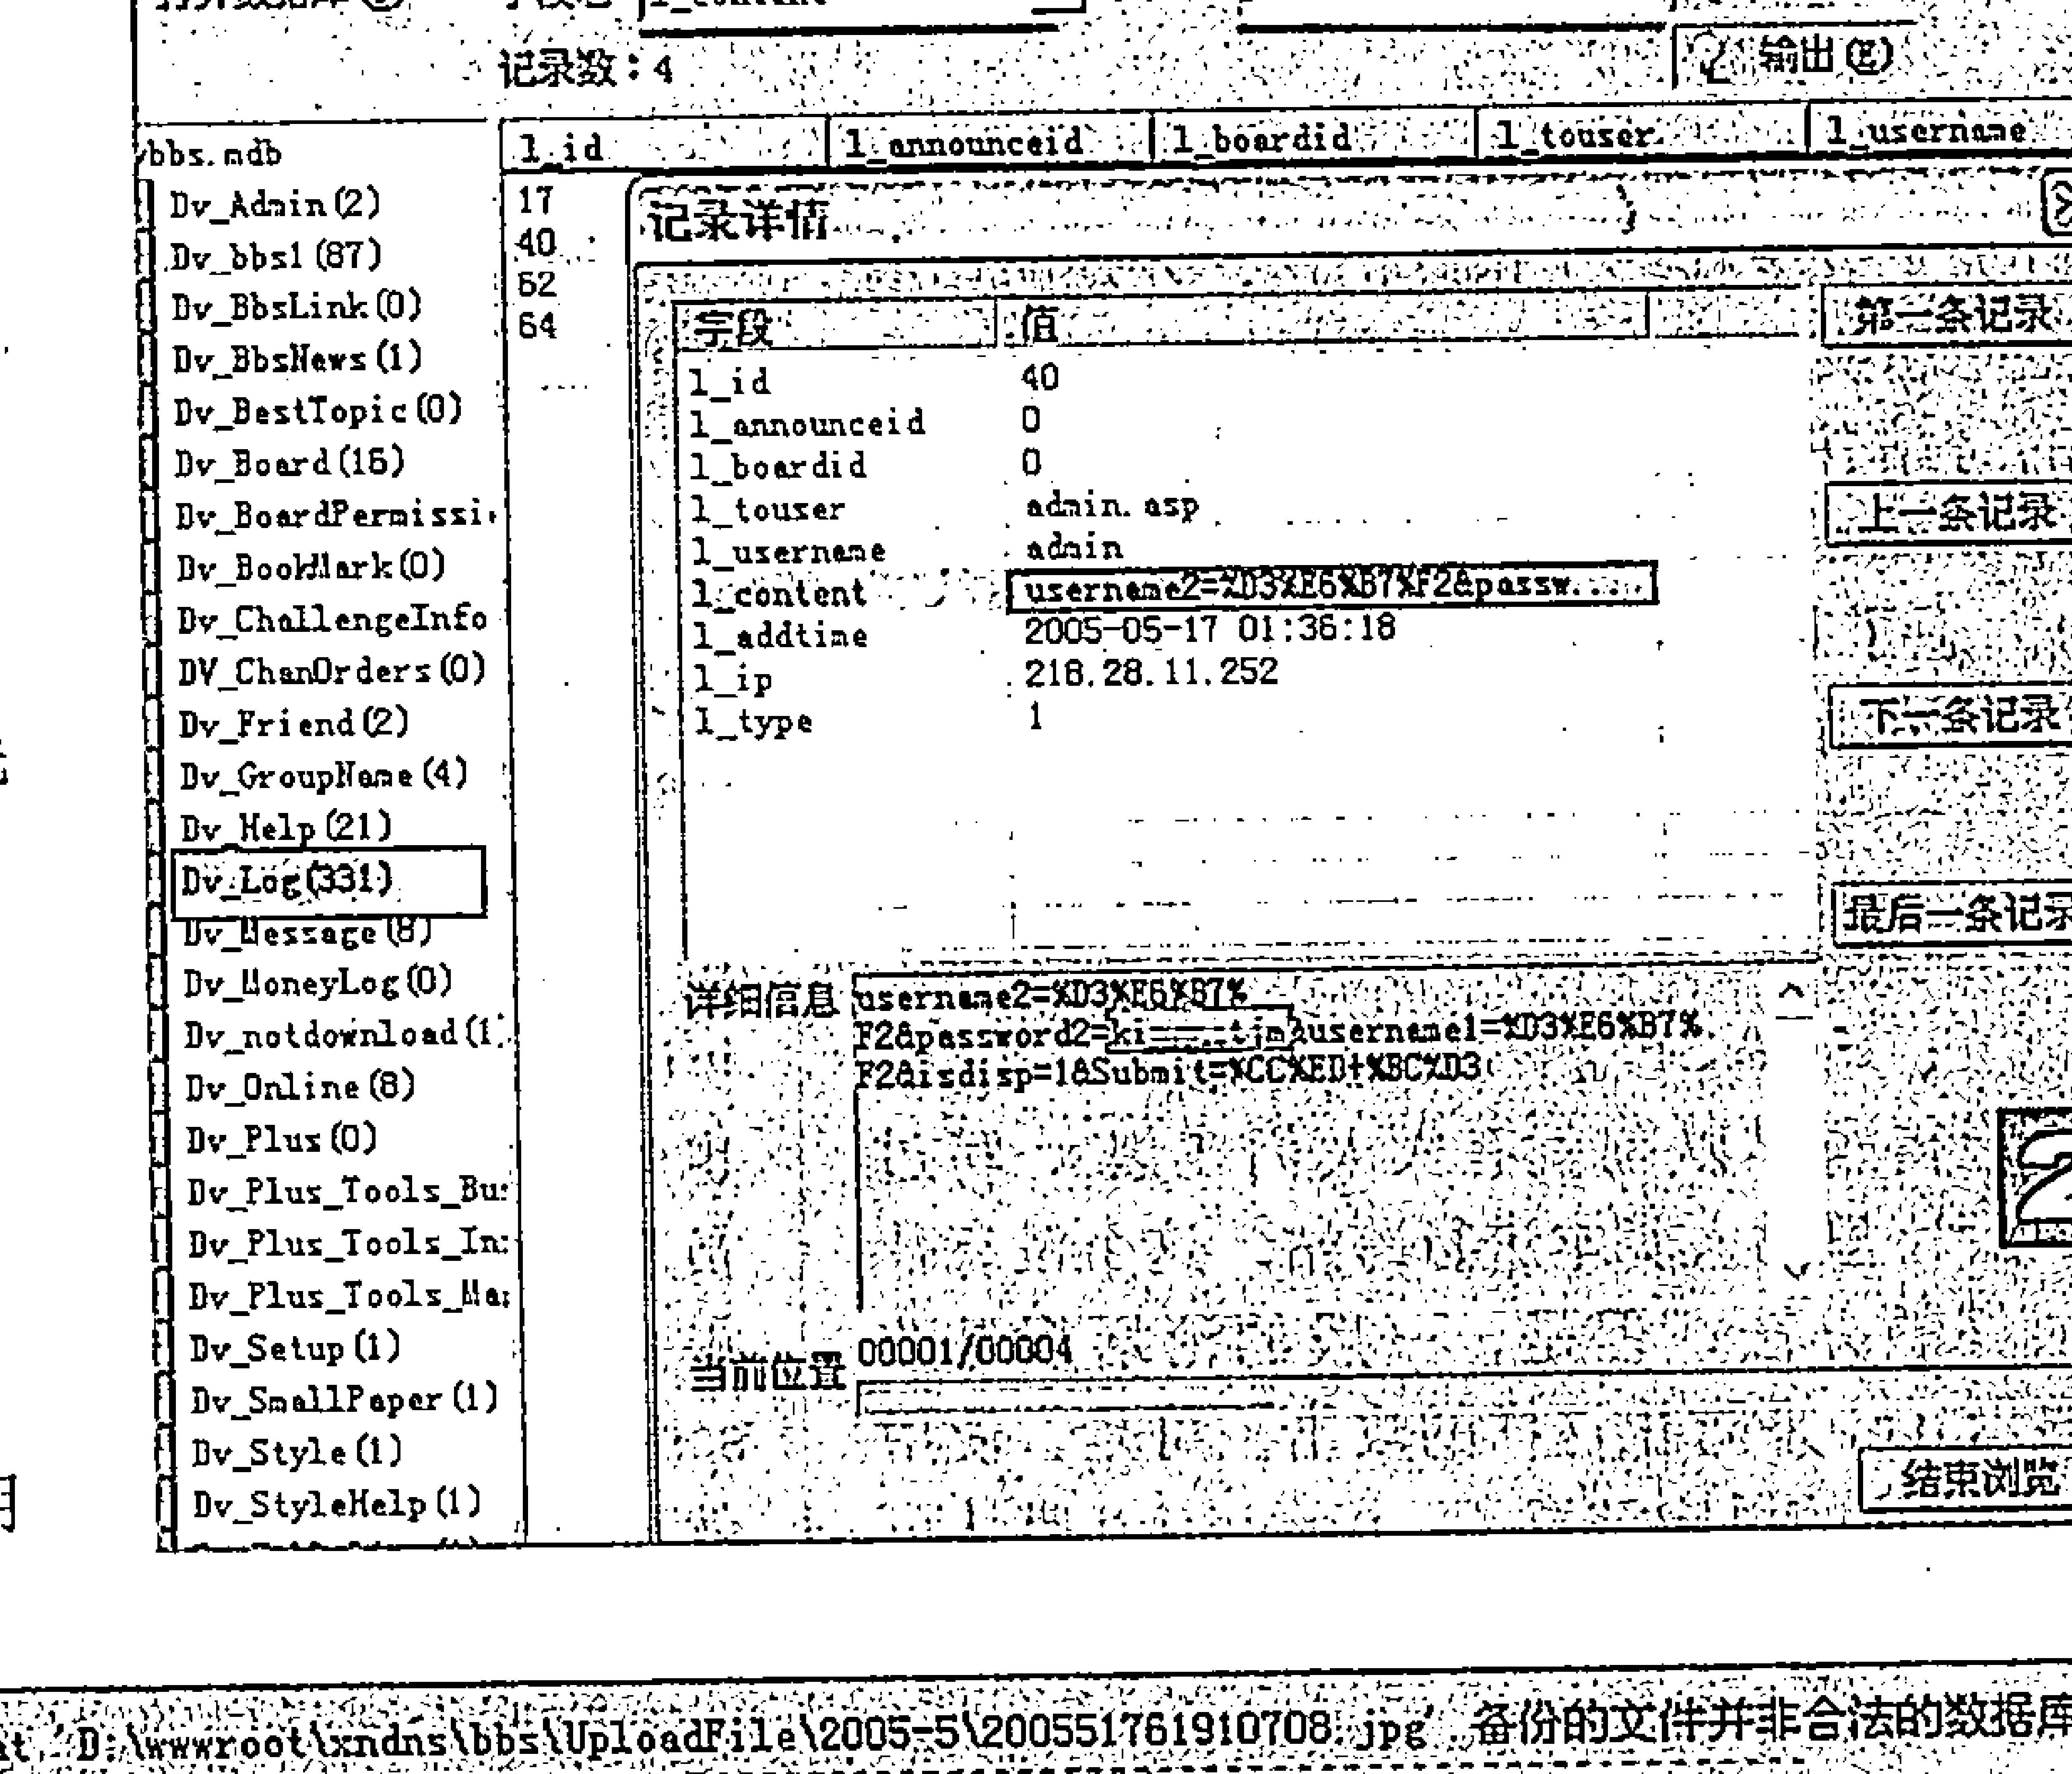 l_content
记录数：4
输出(E)
bbs.mdb
l_id l_announceid l_boardid l_touser l_username
Dv_Admin(2)
Dv_bbs1(87)
Dv_BbsLink(0)
Dv_BbsNews(1)
Dv_BestTopic(0)
Dv_Board(16)
Dv_BoardPermissi
Dv_BookMark(0)
Dv_ChallengeInfo
DV_ChanOrders(0)
Dv_Friend(2)
Dv_GroupName(4)
Dv_Help(21)
Dv_Log(331)
Dv_Message(8)
Dv_MoneyLog(0)
Dv_notdownload(1
Dv_Online(8)
Dv_Plus(0)
Dv_Plus_Tools_Bu
Dv_Plus_Tools_In
Dv_Plus_Tools_Ma
Dv_Setup(1)
Dv_SmallPaper(1)
Dv_Style(1)
Dv_StyleHelp(1)
17
40
62
64
记录详值
字段 值
l_id 40
l_announceid 0
l_boardid 0
l_touser admin.asp
l_username admin
l_content username2=%D3%E6%B7%F2&passw....
l_addtime 2005-05-17 01:36:18
l_ip 218.28.11.252
l_type 1
第一条记录
上一条记录
下一条记录
最后一条记录
详细信息 username2=%D3%E6%B7%
F2&password2=ki tjm&username1=%D3%E6%B7%
F2&isdisp=1&Submit=%CC%ED+%BC%D3
2
当前位置 00001/00004
结束浏览
'D:\wwwroot\xndns\bbs\UploadFile\2005-5\200551761910708.jpg' 备份的文件并非合法的数据库